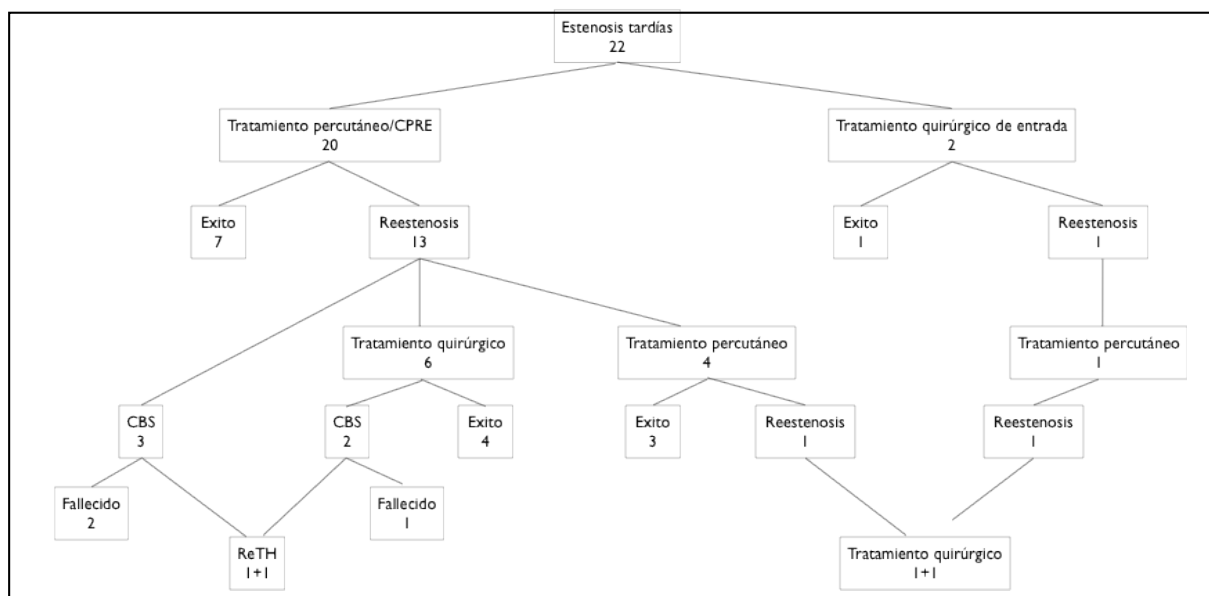 Estenosis tardías
22
Tratamiento percutáneo/CPRE
20
Tratamiento quirúrgico de entrada
2
Exito
7
Reestenosis
13
Exito
1
Reestenosis
1
Tratamiento quirúrgico
6
Tratamiento percutáneo
4
Tratamiento percutáneo
1
CBS
3
CBS
2
Exito
4
Exito
3
Reestenosis
1
Reestenosis
1
Fallecido
2
Fallecido
1
ReTH
1+1
Tratamiento quirúrgico
1+1